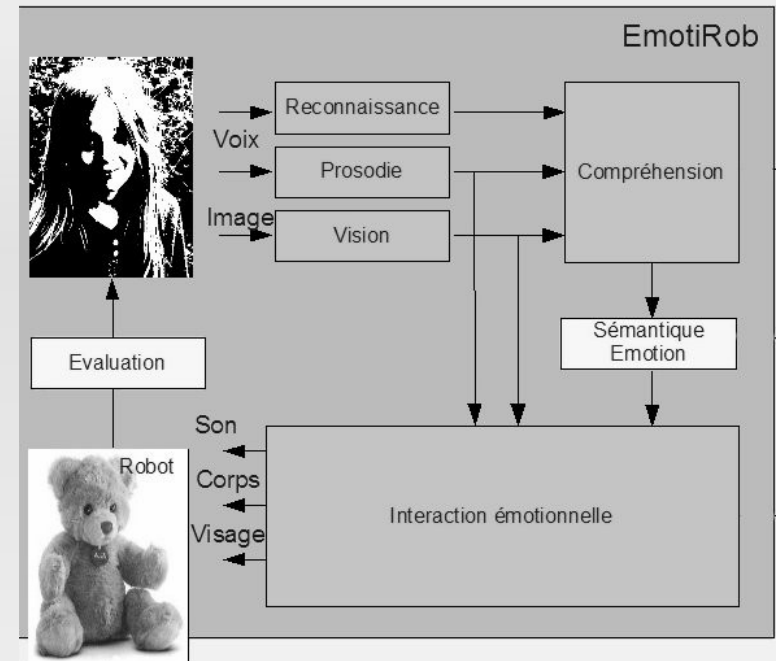 EmotiRob
Reconnaissance
Voix
Prosodie
Compréhension
Image
Vision
Sémantique
Emotion
Evaluation
Son
Robot
Corps
Interaction émotionnelle
Visage